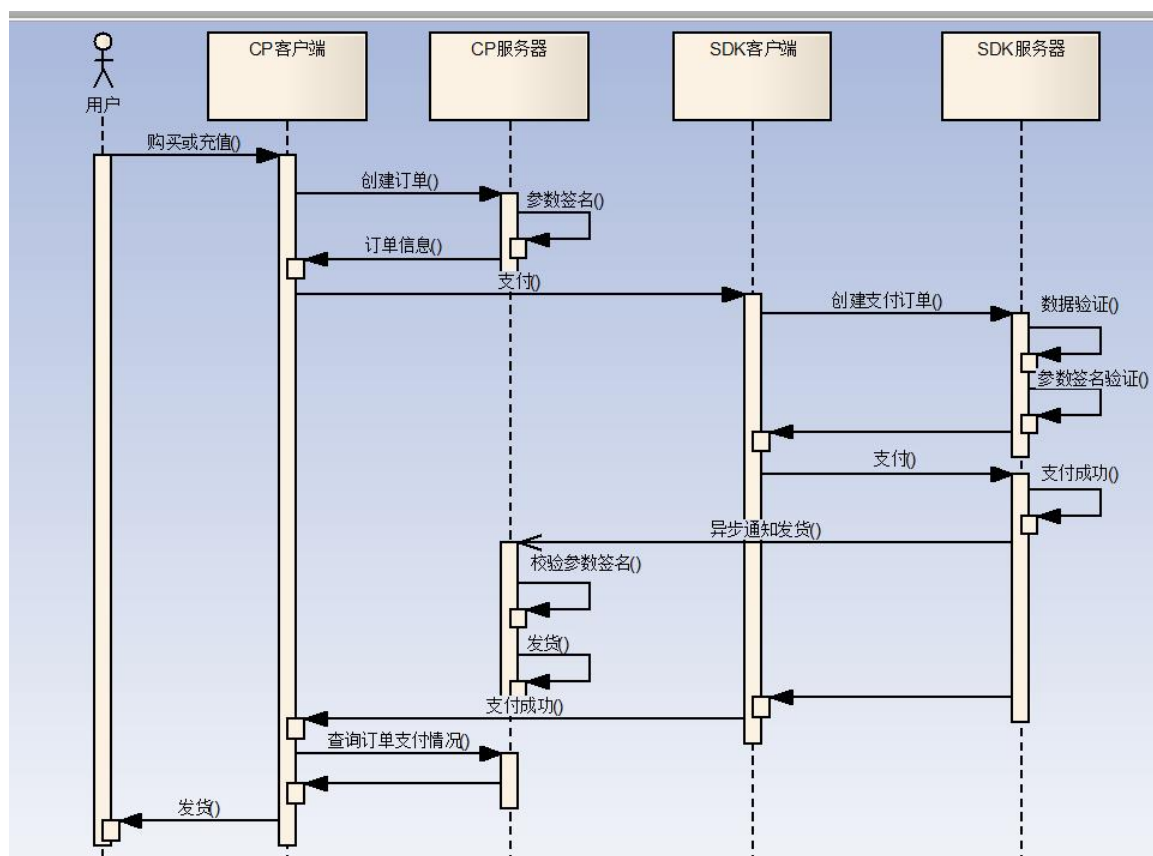 CP客户端
CP服务器
SDK客户端
SDK服务器
用户
购买或充值()
创建订单()
参数签名()
订单信息()
支付()
创建支付订单()
数据验证()
参数签名验证()
支付()
支付成功()
异步通知发货()
校验参数签名()
发货()
支付成功()
查询订单支付情况()
发货()